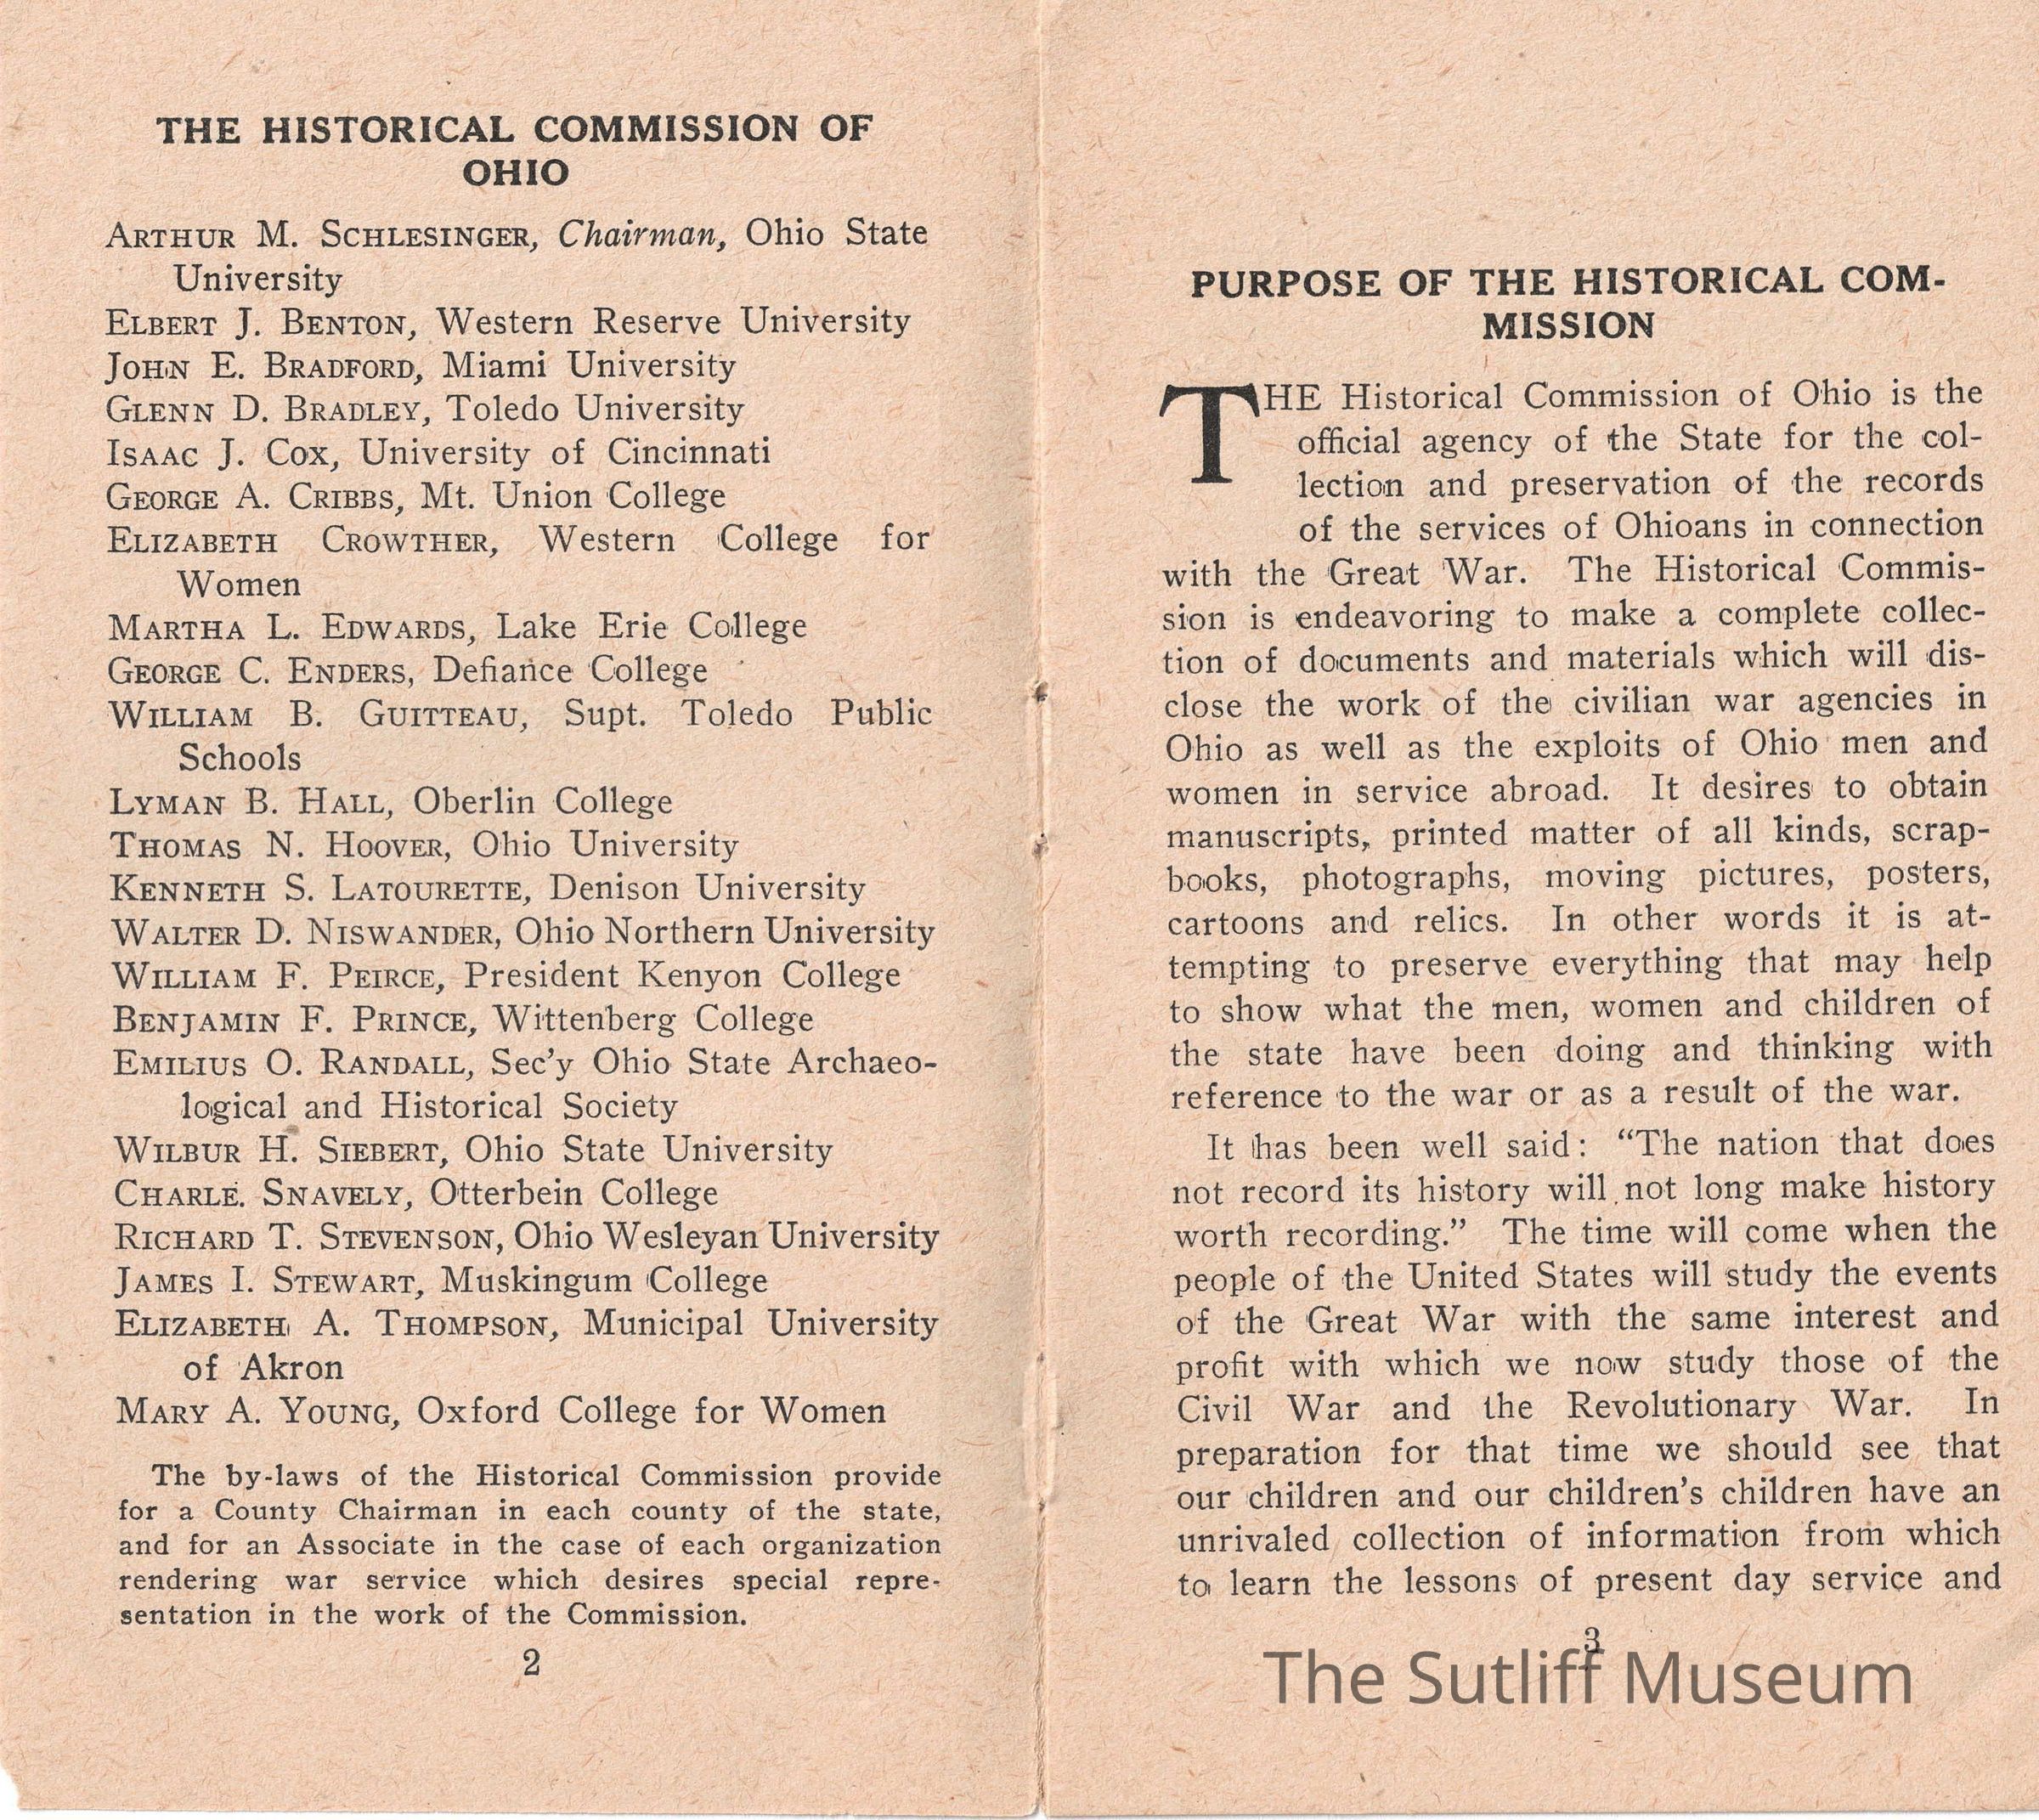 THE HISTORICAL COMMISSION OF
OHIO
ARTHUR M. SCHLESINGER, Chairman, Ohio State
University
ELBERT J. BENTON, Western Reserve University
JOHN E. BRADFORD, Miami University
GLENN D. BRADLEY, Toledo University
ISAAC J. COX, University of Cincinnati
GEORGE A. CRIBBS, Mt. Union College
ELIZABETH CROWTHER, Western College for
Women
MARTHA L. EDWARDS, Lake Erie College
GEORGE C. ENDERS, Defiance College
WILLIAM B. GUITTEAU, Supt. Toledo Public
Schools
LYMAN B. HALL, Oberlin College
THOMAS N. HOOVER, Ohio University
KENNETH S. LATOURETTE, Denison University
WALTER D. NISWANDER, Ohio Northern University
WILLIAM F. PEIRCE, President Kenyon College
BENJAMIN F. PRINCE, Wittenberg College
EMILIUS O. RANDALL, Sec'y Ohio State Archaeo-
logical and Historical Society
WILBUR H. SIEBERT, Ohio State University
CHARLE. SNAVELY, Otterbein College
RICHARD T. STEVENSON, Ohio Wesleyan University
JAMES I. STEWART, Muskingum College
ELIZABETH A. THOMPSON, Municipal University
of Akron
MARY A. YOUNG, Oxford College for Women
The by-laws of the Historical Commission provide
for a County Chairman in each county of the state,
and for an Associate in the case of each organization
rendering war service which desires special repre-
sentation in the work of the Commission.
2
PURPOSE OF THE HISTORICAL COM-
MISSION
THE Historical Commission of Ohio is the
official agency of the State for the col-
lection and preservation of the records
of the services of Ohioans in connection
with the Great War. The Historical Commis-
sion is endeavoring to make a complete collec-
tion of documents and materials which will dis-
close the work of the civilian war agencies in
Ohio as well as the exploits of Ohio men and
women in service abroad. It desires to obtain
manuscripts, printed matter of all kinds, scrap-
books, photographs, moving pictures, posters,
cartoons and relics. In other words it is at-
tempting to preserve everything that may help
to show what the men, women and children of
the state have been doing and thinking with
reference to the war or as a result of the war.
It has been well said: "The nation that does
not record its history will not long make history
worth recording." The time will come when the
people of the United States will study the events
of the Great War with the same interest and
profit with which we now study those of the
Civil War and the Revolutionary War. In
preparation for that time we should see that
our children and our children's children have an
unrivaled collection of information from which
to learn the lessons of present day service and
3
The Sutliff Museum